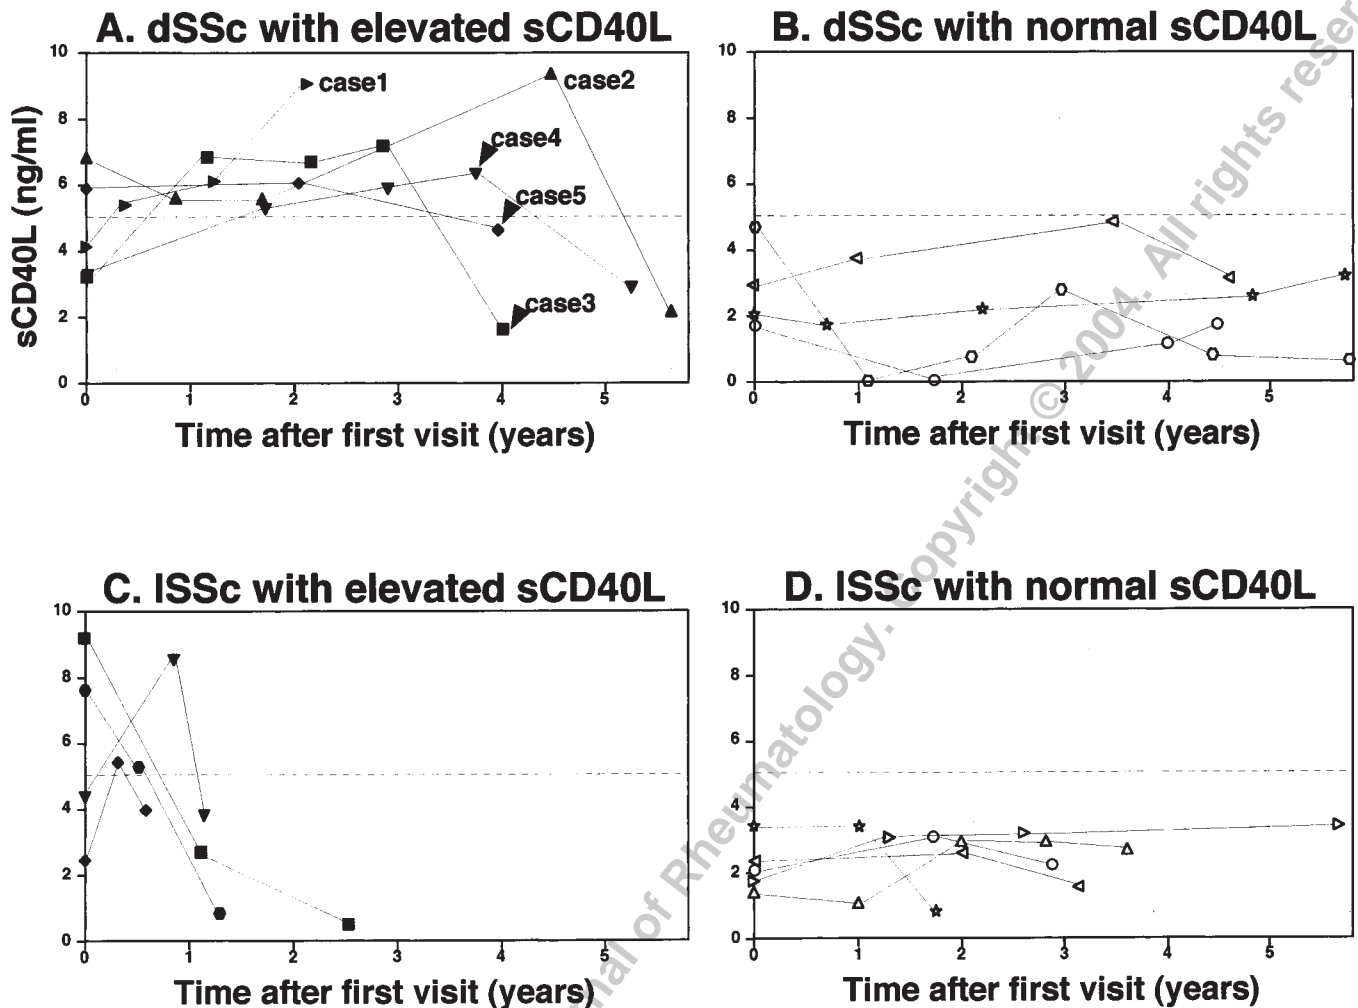 A. dSSc with elevated sCD40L
10
8
6
4
2
0
sCD40L (ng/ml)
case1
case2
case4
case5
case3
0 1 2 3 4 5
Time after first visit (years)
B. dSSc with normal sCD40L
10
8
6
4
2
0
0 1 2 3 4 5
Time after first visit (years)
C. lSSc with elevated sCD40L
10
8
6
4
2
0
0 1 2 3 4 5
Time after first visit (years)
D. lSSc with normal sCD40L
10
8
6
4
2
0
0 1 2 3 4 5
Time after first visit (years)
of Rheumatology. Copyright © 2004. All rights